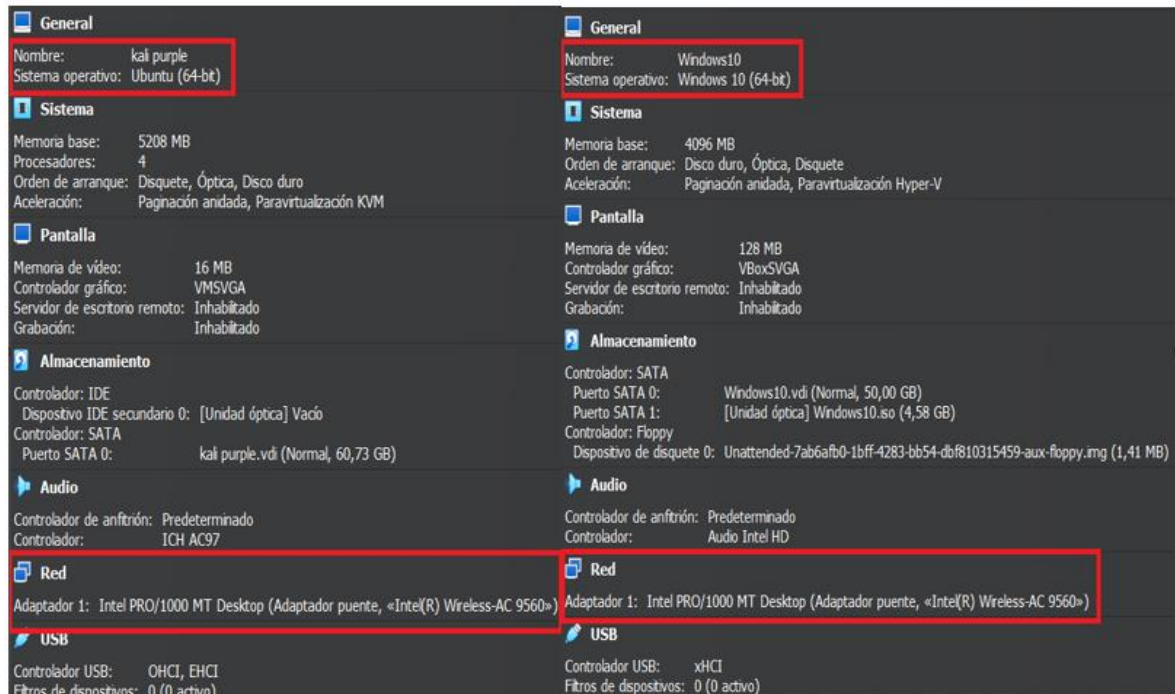 General
Nombre: kali purple
Sistema operativo: Ubuntu (64-bit)
Sistema
Memoria base: 5208 MB
Procesadores: 4
Orden de arranque: Disquete, Óptica, Disco duro
Aceleración: Paginación anidada, Paravirtualización KVM
Pantalla
Memoria de vídeo: 16 MB
Controlador gráfico: VMSVGA
Servidor de escritorio remoto: Inhabilitado
Grabación: Inhabilitado
Almacenamiento
Controlador: IDE
Dispositivo IDE secundario 0: [Unidad óptica] Vacío
Controlador: SATA
Puerto SATA 0: kali purple.vdi (Normal, 60,73 GB)
Audio
Controlador de anfitrión: Predeterminado
Controlador: ICH AC97
Red
Adaptador 1: Intel PRO/1000 MT Desktop (Adaptador puente, «Intel(R) Wireless-AC 9560»)
USB
Controlador USB: OHCI, EHCI
Filtros de dispositivos: 0 (0 activo)
General
Nombre: Windows10
Sistema operativo: Windows 10 (64-bit)
Sistema
Memoria base: 4096 MB
Orden de arranque: Disco duro, Óptica, Disquete
Aceleración: Paginación anidada, Paravirtualización Hyper-V
Pantalla
Memoria de vídeo: 128 MB
Controlador gráfico: VBoxSVGA
Servidor de escritorio remoto: Inhabilitado
Grabación: Inhabilitado
Almacenamiento
Controlador: SATA
Puerto SATA 0: Windows10.vdi (Normal, 50,00 GB)
Puerto SATA 1: [Unidad óptica] Windows10.iso (4,58 GB)
Controlador: Floppy
Dispositivo de disquete 0: Unattended-7ab6afb0-1bff-4283-bb54-dbf810315459-aux-floppy.img (1,41 MB)
Audio
Controlador de anfitrión: Predeterminado
Controlador: Audio Intel HD
Red
Adaptador 1: Intel PRO/1000 MT Desktop (Adaptador puente, «Intel(R) Wireless-AC 9560»)
USB
Controlador USB: xHCI
Filtros de dispositivos: 0 (0 activo)